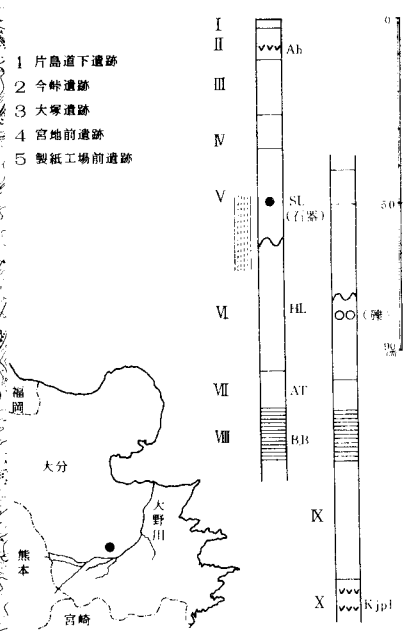 1 片島道下遺跡
2 今峠遺跡
3 大塚遺跡
4 宮地前遺跡
5 製紙工場前遺跡
福岡
大分
大野川
熊本
宮崎
I
II
III
IV
V
VI
VII
VIII
IX
X
Ah
SL
(石器)
HL
AT
BB
(礫)
Kjpl
0
50
90